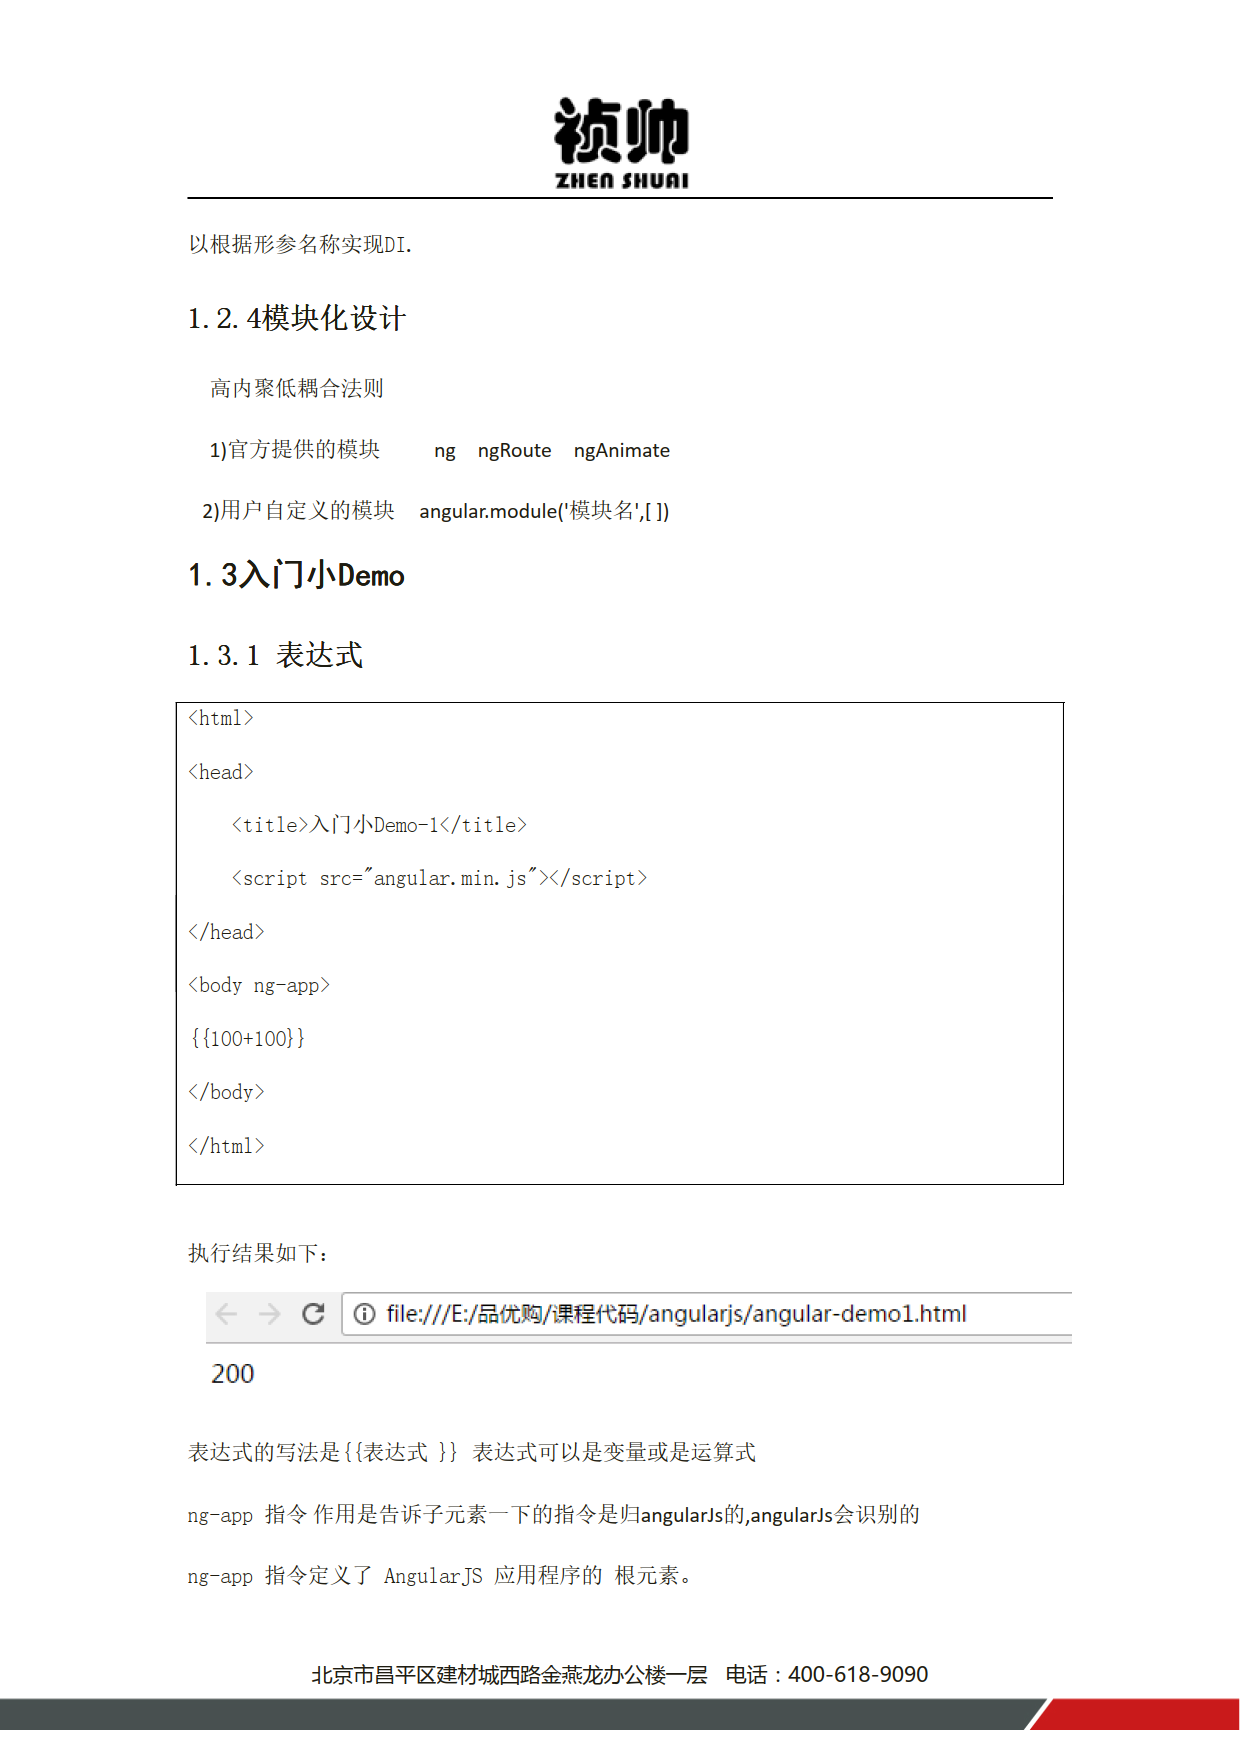 祯帅
ZHEN SHUAI
以根据形参名称实现DI.
1.2.4模块化设计
高内聚低耦合法则
1)官方提供的模块 ng ngRoute ngAnimate
2)用户自定义的模块 angular.module('模块名',[ ])
1.3入门小Demo
1.3.1 表达式
<html>
<head>
<title>入门小Demo-1</title>
<script src="angular.min.js"></script>
</head>
<body ng-app>
{{100+100}}
</body>
</html>
执行结果如下：
file:///E:/品优购/课程代码/angularjs/angular-demo1.html
200
表达式的写法是{{表达式 }} 表达式可以是变量或是运算式
ng-app 指令 作用是告诉子元素一下的指令是归angularJs的,angularJs会识别的
ng-app 指令定义了 AngularJS 应用程序的 根元素。
北京市昌平区建材城西路金燕龙办公楼一层 电话：400-618-9090